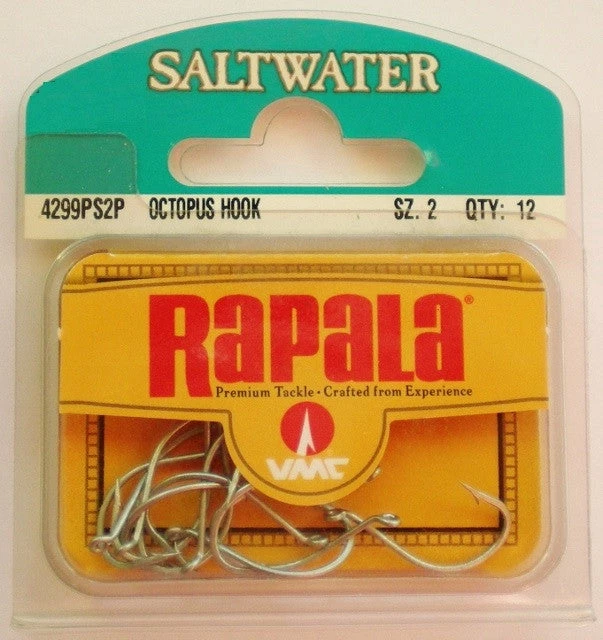 SALTWATER
4299PS2P OCTOPUS HOOK SZ. 2 QTY: 12
RAPALA®
Premium Tackle · Crafted from Experience
VMC